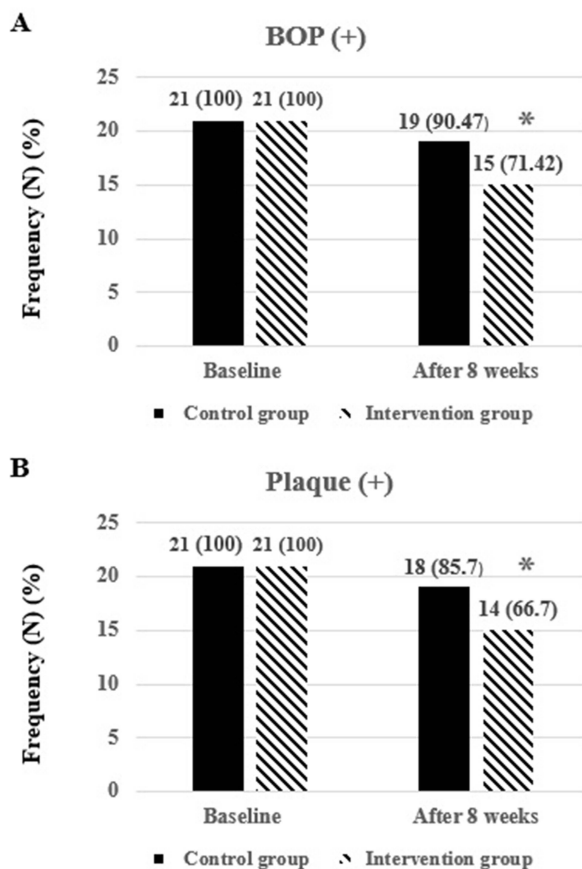 A
BOP (+)
Frequency (N) (%)
25
20
15
10
5
0
21 (100) 21 (100)
19 (90.47) *
15 (71.42)
Baseline After 8 weeks
Control group Intervention group
B
Plaque (+)
Frequency (N) (%)
25
20
15
10
5
0
21 (100) 21 (100)
18 (85.7) *
14 (66.7)
Baseline After 8 weeks
Control group Intervention group